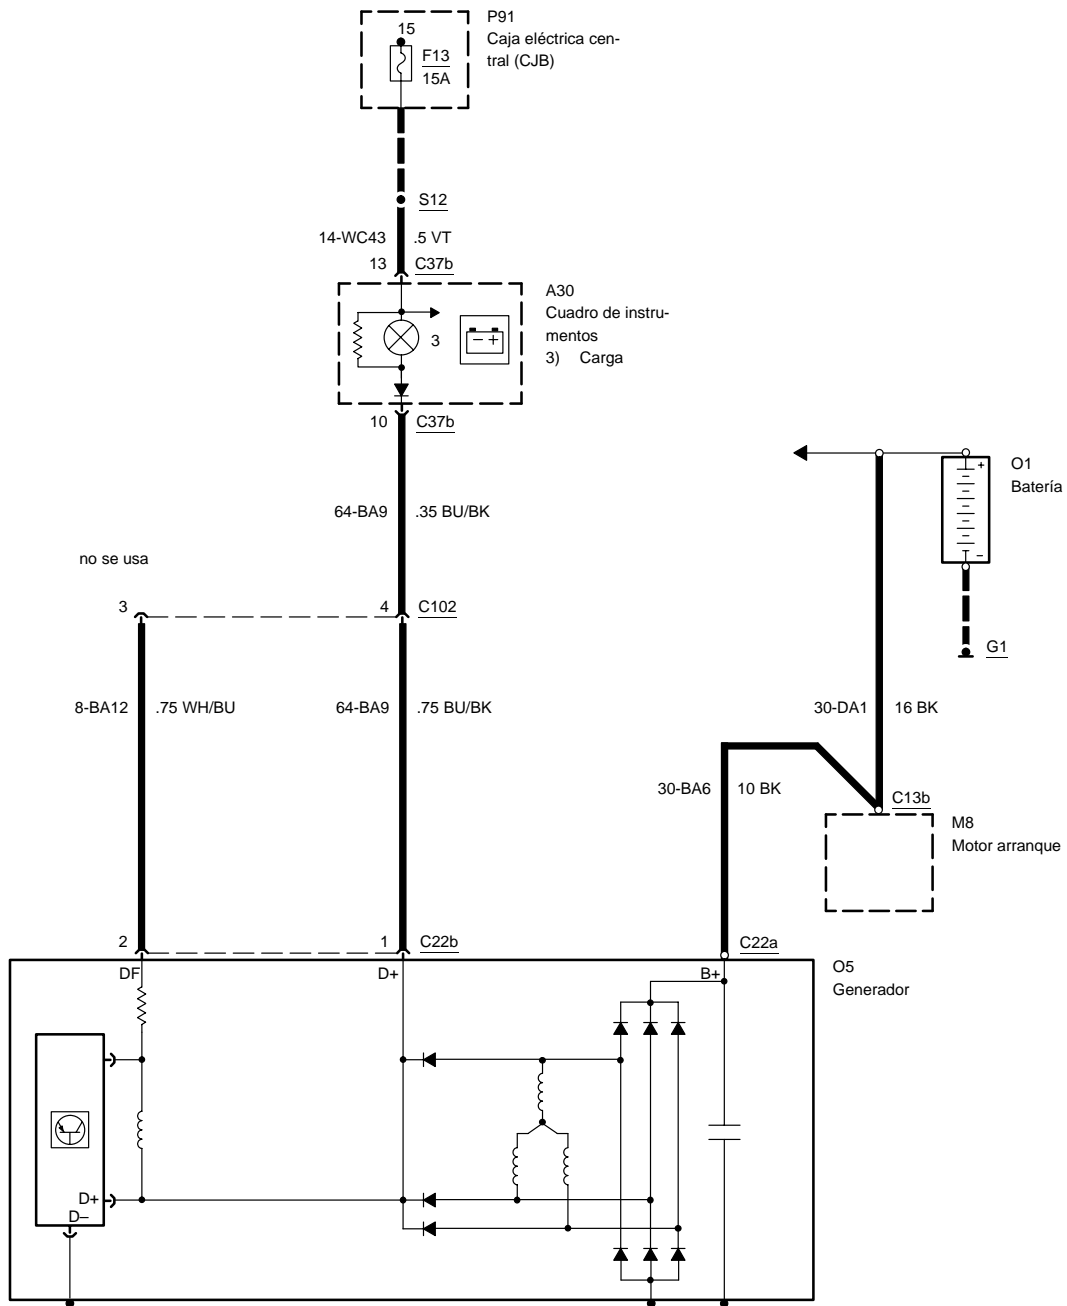 P91
15
Caja eléctrica cen-
F13
tral (CJB)
15A
S12
14-WC43 .5 VT
13 C37b
A30
Cuadro de instru-
mentos
3
− +
3) Carga
10 C37b
+
O1
Batería
64-BA9 .35 BU/BK
−
no se usa
3 4 C102
G1
8-BA12 .75 WH/BU 64-BA9 .75 BU/BK 30-DA1 16 BK
30-BA6 10 BK
C13b
M8
Motor arranque
2 1 C22b C22a
DF D+ B+
O5
Generador
D+
D–